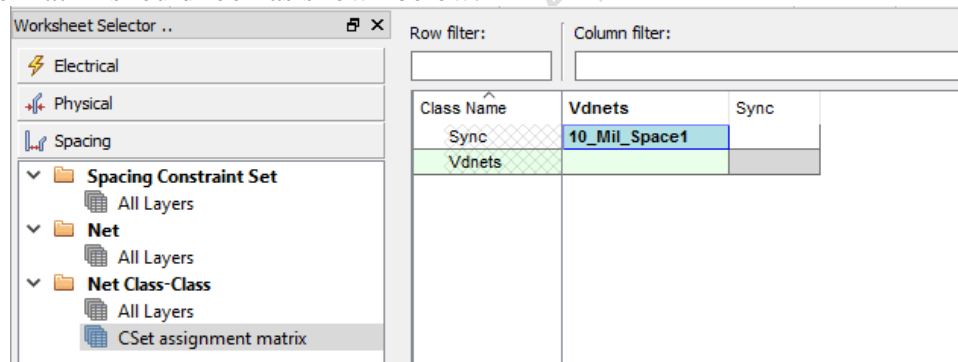 Worksheet Selector ..
Electrical
Physical
Spacing
Spacing Constraint Set
All Layers
Net
All Layers
Net Class-Class
All Layers
CSet assignment matrix
Row filter:
Column filter:
Class Name Vdnets Sync
Sync 10_Mil_Space1
Vdnets